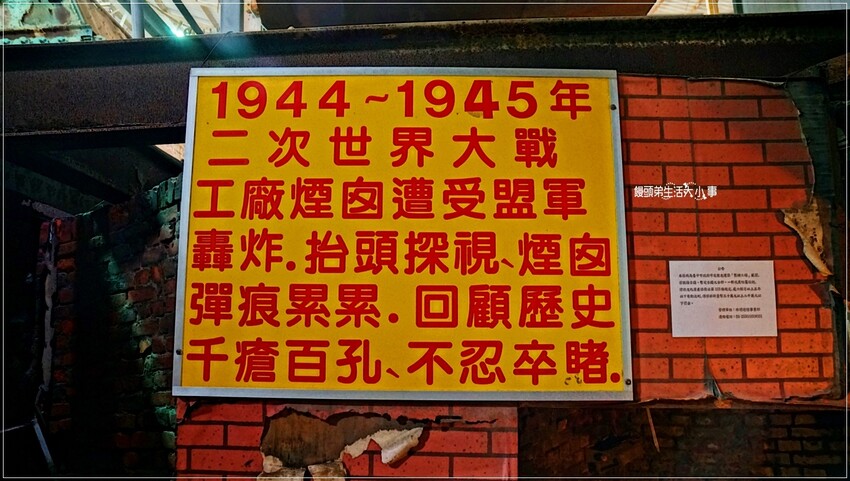 1944~1945年
二次世界大戰
工廠煙囪遭受盟軍
轟炸.抬頭探視、煙囪
彈痕累累.回顧歷史
千瘡百孔、不忍卒睹.
饅頭弟生活大小事